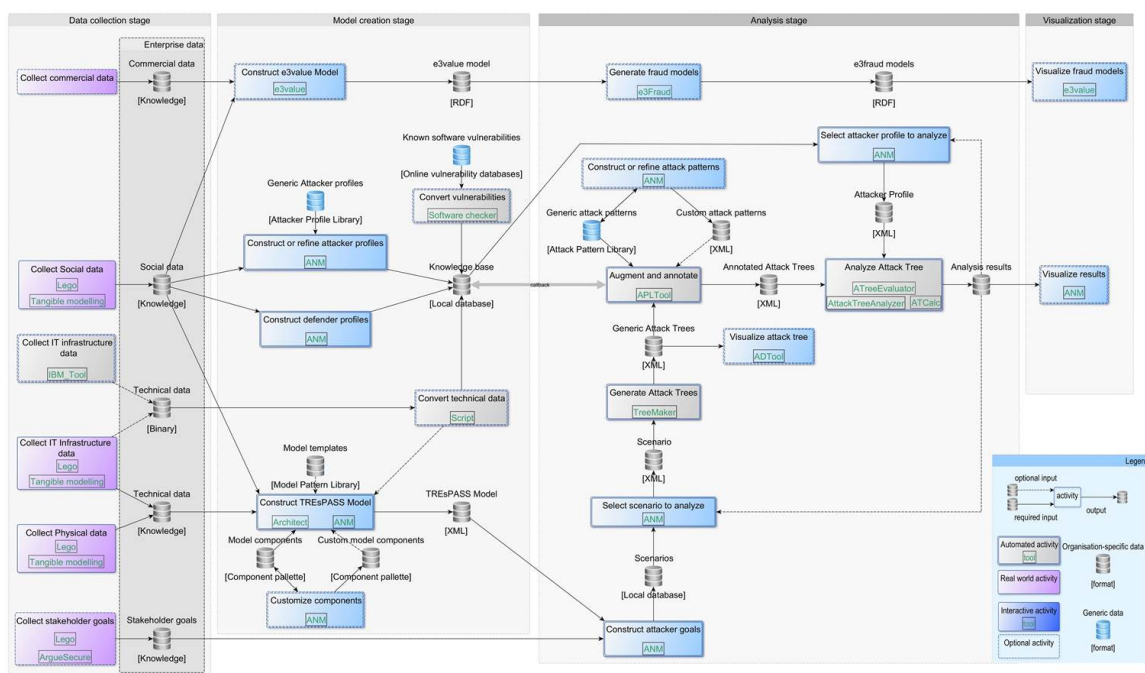 Data collection stage
Model creation stage
Analysis stage
Visualization stage
Enterprise data
Collect commercial data
Commercial data
[Knowledge]
Construct e3value Model
e3value
e3value model
[RDF]
Generate fraud models
e3Fraud
e3fraud models
[RDF]
Visualize fraud models
e3value
Known software vulnerabilities
[Online vulnerability databases]
Convert vulnerabilities
Software checker
Generic Attacker profiles
[Attacker Profile Library]
Construct or refine attacker profiles
ANM
Construct or refine attack patterns
ANM
Select attacker profile to analyze
ANM
Attacker Profile
[XML]
Generic attack patterns
[Attack Pattern Library]
Custom attack patterns
[XML]
Collect Social data
Lego
Tangible modelling
Social data
[Knowledge]
Knowledge base
[Local database]
callback
Augment and annotate
APLTool
Annotated Attack Trees
[XML]
Analyze Attack Tree
ATreeEvaluator
AttackTreeAnalyzer
ATCalc
Analysis results
Visualize results
ANM
Construct defender profiles
ANM
Collect IT infrastructure
data
IBM_Tool
Generic Attack Trees
[XML]
Visualize attack tree
ADTool
Technical data
[Binary]
Convert technical data
Script
Generate Attack Trees
TreeMaker
Collect IT Infrastructure
data
Lego
Tangible modelling
Model templates
[Model Pattern Library]
Scenario
[XML]
Technical data
[Knowledge]
Construct TREsPASS Model
Architect
ANM
TREsPASS Model
[XML]
Select scenario to analyze
ANM
Collect Physical data
Lego
Tangible modelling
Model components
[Component pallette]
Custom model components
[Component pallette]
Customize components
ANM
Scenarios
[Local database]
Collect stakeholder goals
Lego
ArgueSecure
Stakeholder goals
[Knowledge]
Construct attacker goals
ANM
Legen
optional input
required input
activity
output
Automated activity
tool
Organisation-specific data
[format]
Real world activity
Interactive activity
tool
Generic data
[format]
Optional activity